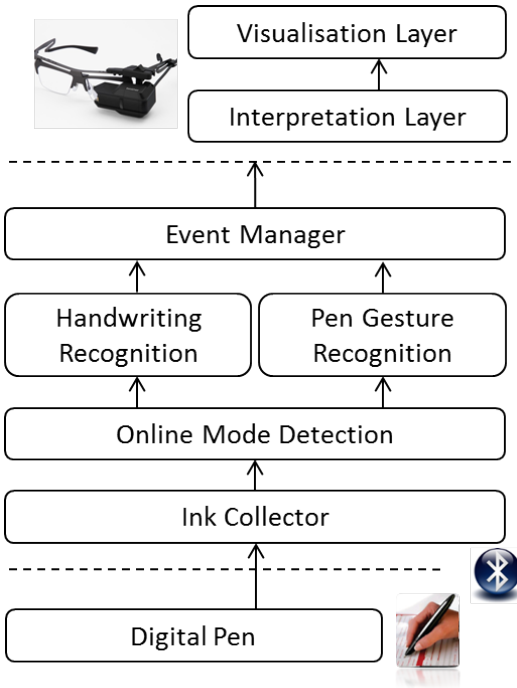 Visualisation Layer
Interpretation Layer
Event Manager
Handwriting
Recognition
Pen Gesture
Recognition
Online Mode Detection
Ink Collector
Digital Pen